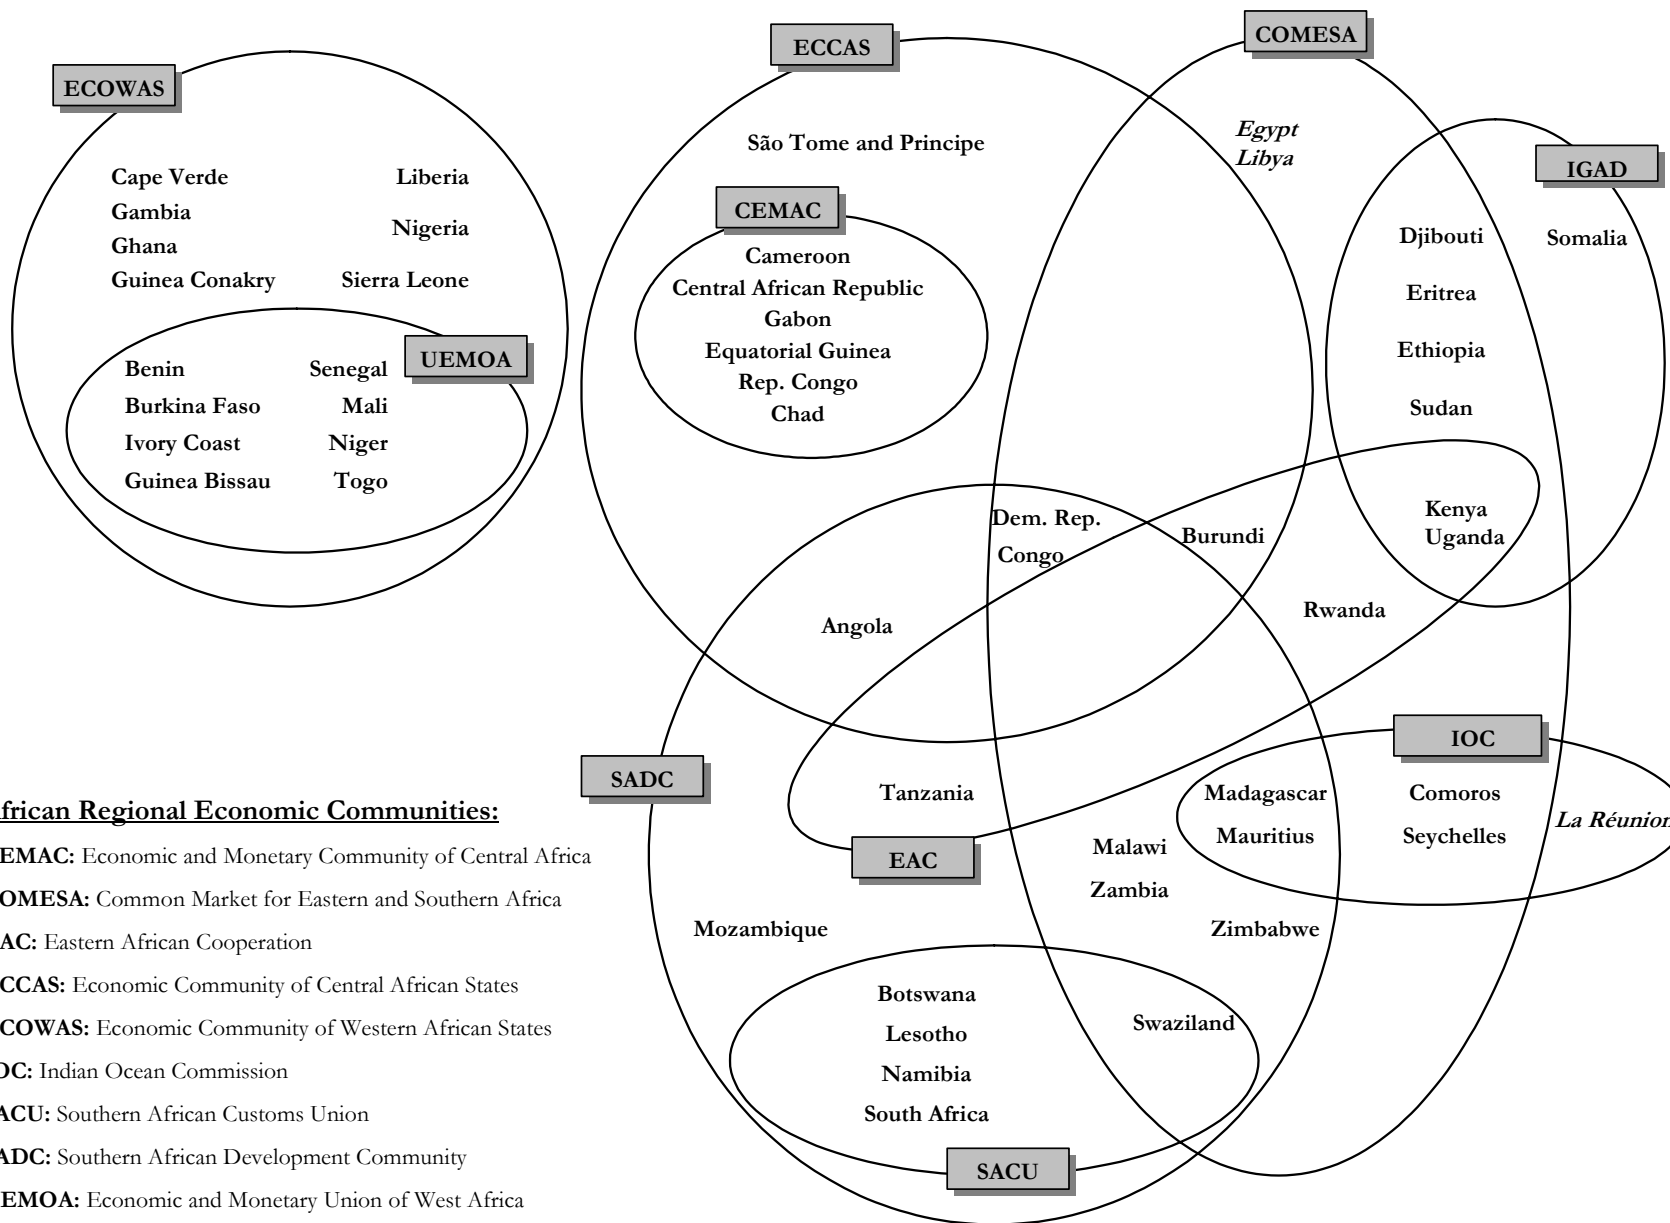 ECOWAS
Cape Verde
Gambia
Ghana
Guinea Conakry
Liberia
Nigeria
Sierra Leone
UEMOA
Benin
Burkina Faso
Ivory Coast
Guinea Bissau
Senegal
Mali
Niger
Togo
ECCAS
São Tome and Principe
CEMAC
Cameroon
Central African Republic
Gabon
Equatorial Guinea
Rep. Congo
Chad
COMESA
Egypt
Libya
IGAD
Djibouti
Eritrea
Ethiopia
Sudan
Somalia
Kenya
Uganda
Dem. Rep.
Congo
Burundi
Rwanda
Angola
SADC
Tanzania
EAC
Mozambique
Malawi
Zambia
Zimbabwe
IOC
Madagascar
Mauritius
Comoros
Seychelles
La Réunion
Botswana
Lesotho
Namibia
South Africa
Swaziland
SACU
frican Regional Economic Communities:
EMAC: Economic and Monetary Community of Central Africa
OMESA: Common Market for Eastern and Southern Africa
AC: Eastern African Cooperation
CCAS: Economic Community of Central African States
COWAS: Economic Community of Western African States
OC: Indian Ocean Commission
ACU: Southern African Customs Union
ADC: Southern African Development Community
EMOA: Economic and Monetary Union of West Africa